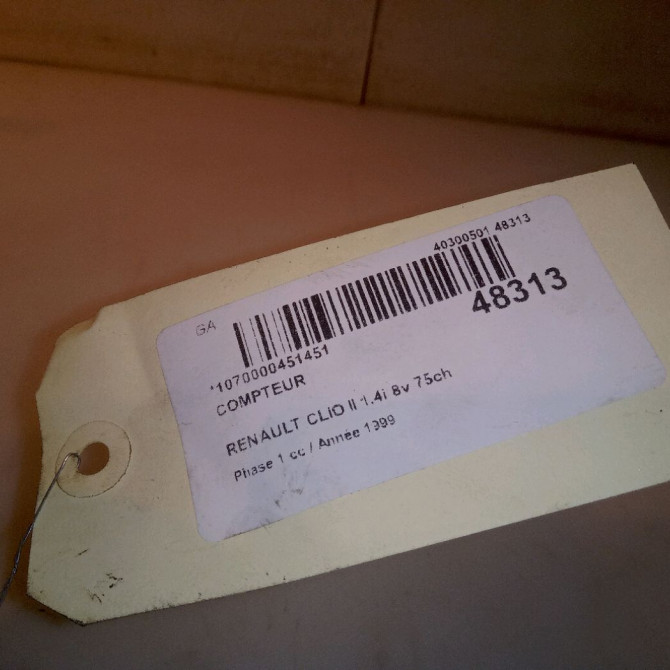 40300501 48313
GA
48313
*1070000451451
COMPTEUR
RENAULT CLIO II 1.4i 8v 75ch
Phase 1 cc / Année 1999